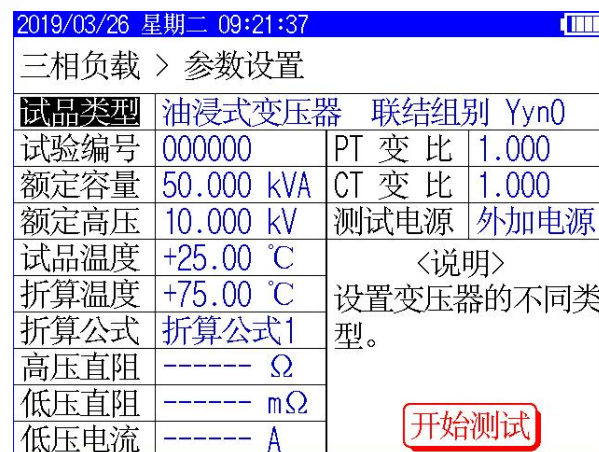 2019/03/26 星期二 09:21:37
三相负载 > 参数设置
试品类型 油浸式变压器 联结组别 Yyn0
试验编号 000000 PT 变 比 1.000
额定容量 50.000 kVA CT 变 比 1.000
额定高压 10.000 kV 测试电源 外加电源
试品温度 +25.00 ℃ <说明>
折算温度 +75.00 ℃ 设置变压器的不同类
折算公式 折算公式1 型。
高压直阻 ------ Ω
低压直阻 ------ mΩ
低压电流 ------ A 开始测试